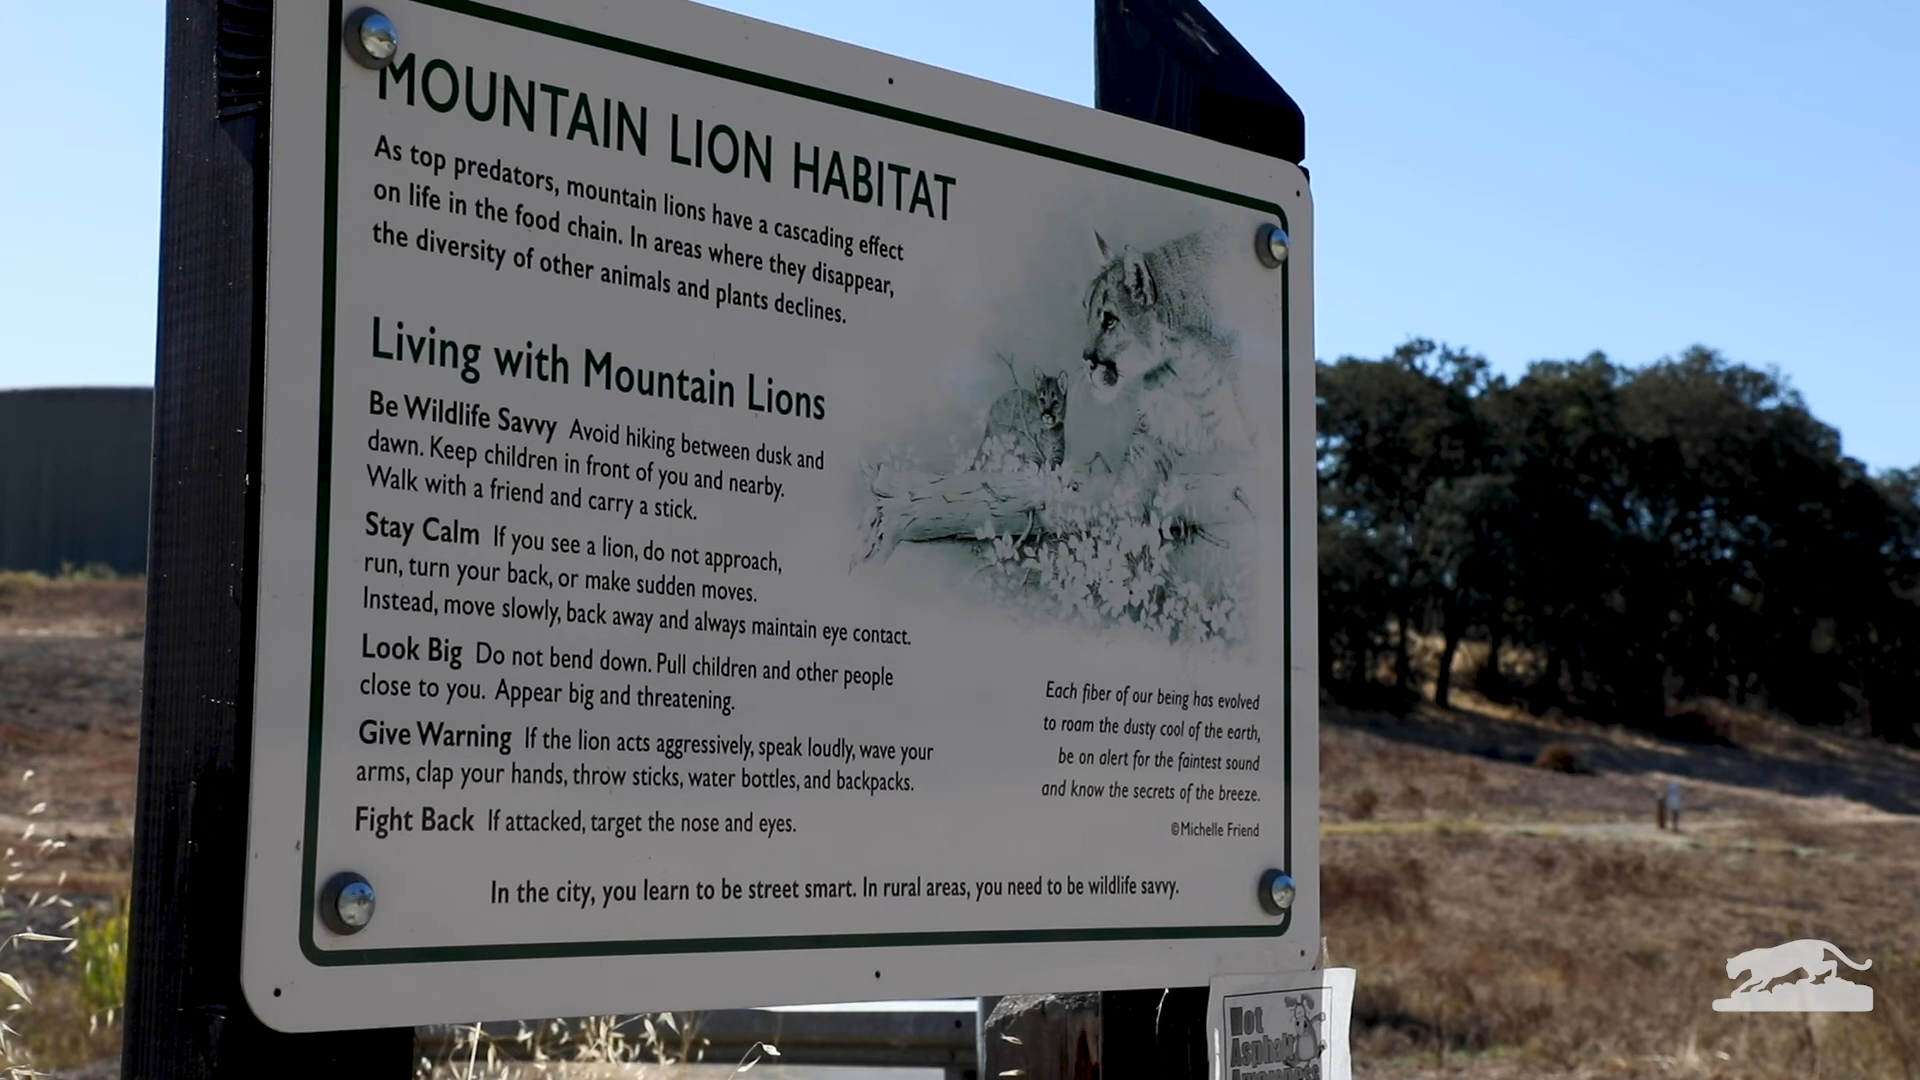 MOUNTAIN LION HABITAT
As top predators, mountain lions have a cascading effect
on life in the food chain. In areas where they disappear,
the diversity of other animals and plants declines.
Living with Mountain Lions
Be Wildlife Savvy Avoid hiking between dusk and
dawn. Keep children in front of you and nearby.
Walk with a friend and carry a stick.
Stay Calm If you see a lion, do not approach,
run, turn your back, or make sudden moves.
Instead, move slowly, back away and always maintain eye contact.
Look Big Do not bend down. Pull children and other people
close to you. Appear big and threatening.
Give Warning If the lion acts aggressively, speak loudly, wave your
arms, clap your hands, throw sticks, water bottles, and backpacks.
Fight Back If attacked, target the nose and eyes.
Each fiber of our being has evolved
to roam the dusty cool of the earth,
be on alert for the faintest sound
and know the secrets of the breeze.
©Michelle Friend
In the city, you learn to be street smart. In rural areas, you need to be wildlife savvy.
Hot
Asphalt
Awareness